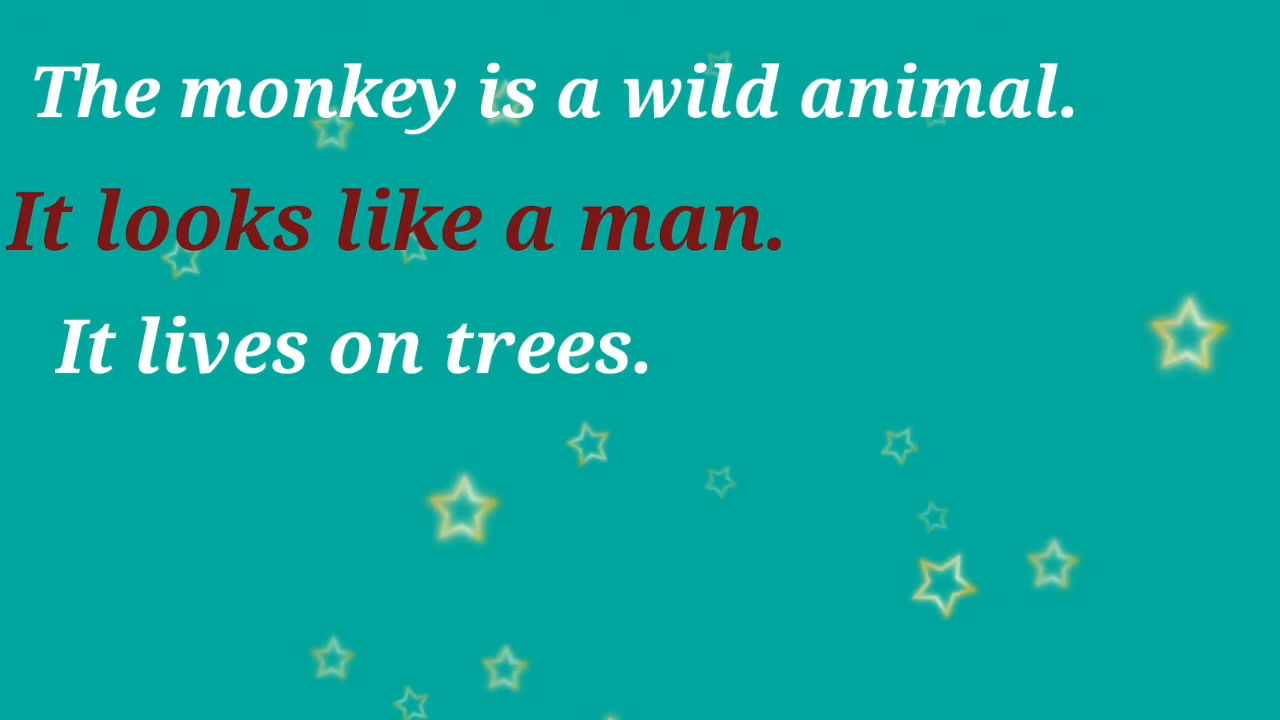 The monkey is a wild animal.
It looks like a man.
It lives on trees.